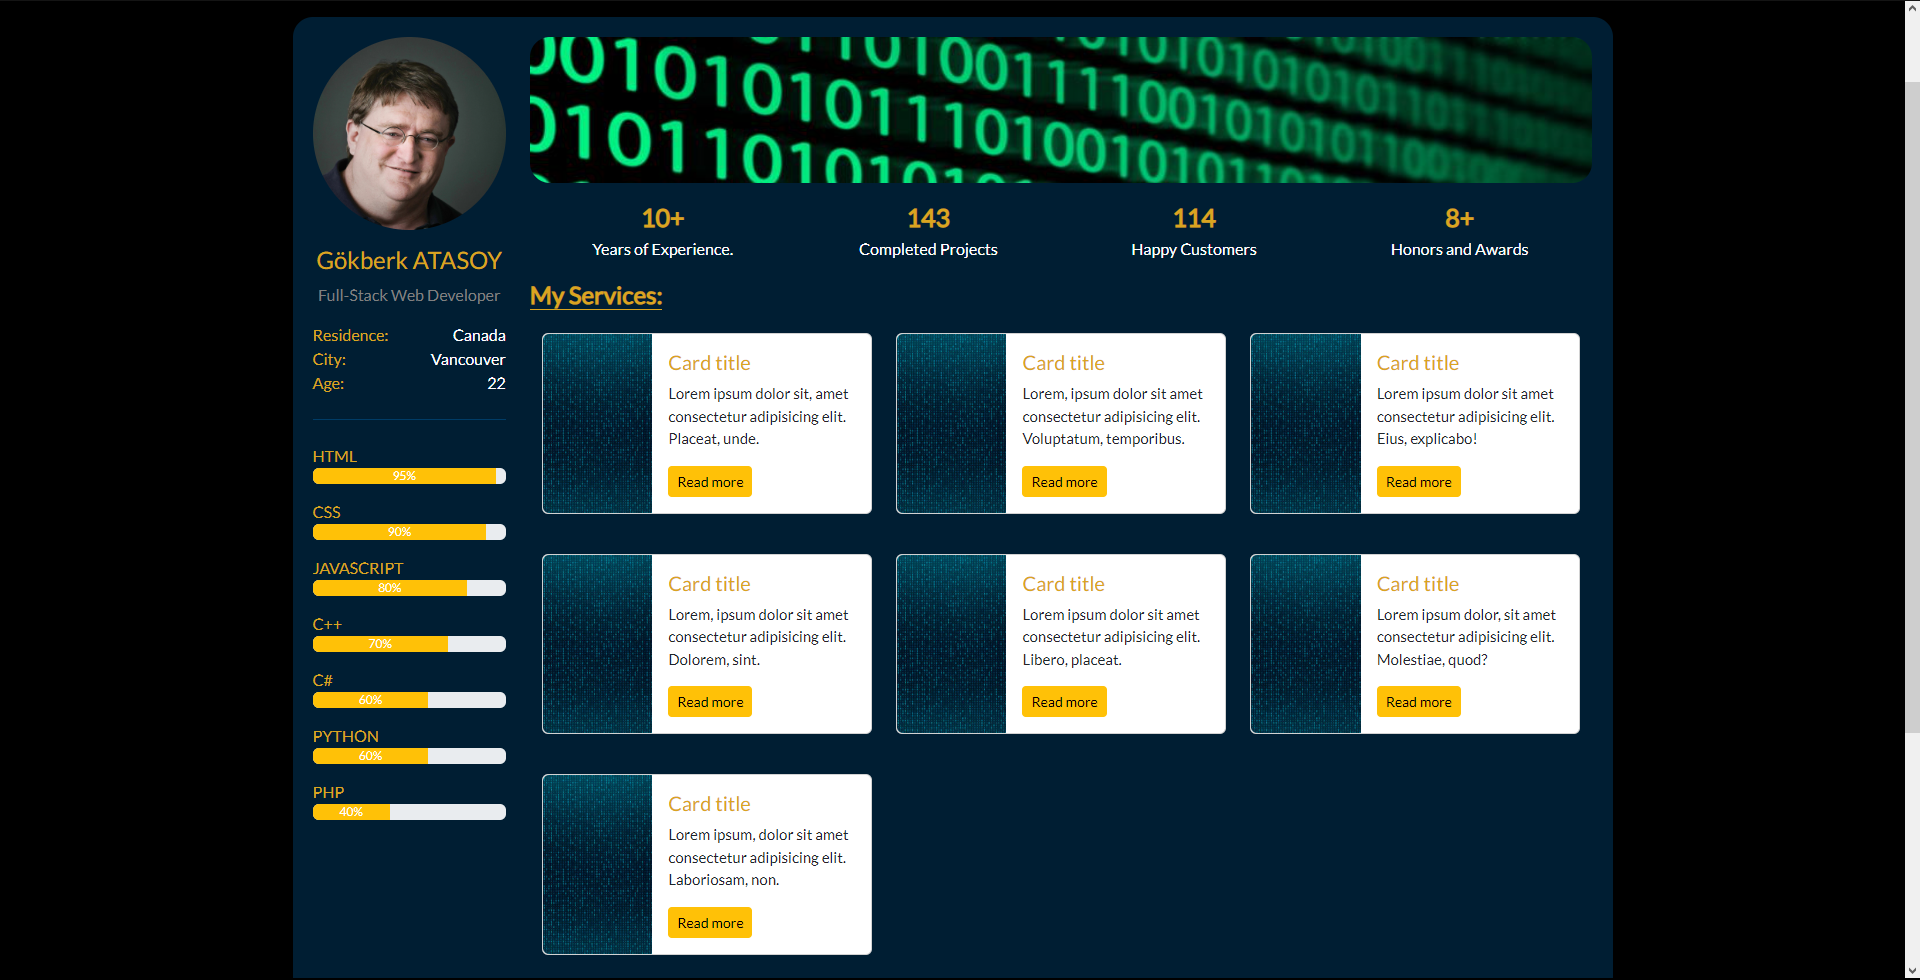 Gökberk ATASOY
Full-Stack Web Developer
Residence: Canada
City: Vancouver
Age: 22
HTML
95%
CSS
90%
JAVASCRIPT
80%
C++
70%
C#
60%
PYTHON
60%
PHP
40%
10+
Years of Experience.
143
Completed Projects
114
Happy Customers
8+
Honors and Awards
My Services:
Card title
Lorem ipsum dolor sit, amet
consectetur adipisicing elit.
Placeat, unde.
Read more
Card title
Lorem, ipsum dolor sit amet
consectetur adipisicing elit.
Voluptatum, temporibus.
Read more
Card title
Lorem ipsum dolor sit amet
consectetur adipisicing elit.
Eius, explicabo!
Read more
Card title
Lorem, ipsum dolor sit amet
consectetur adipisicing elit.
Dolorem, sint.
Read more
Card title
Lorem ipsum dolor sit amet
consectetur adipisicing elit.
Libero, placeat.
Read more
Card title
Lorem ipsum dolor, sit amet
consectetur adipisicing elit.
Molestiae, quod?
Read more
Card title
Lorem ipsum, dolor sit amet
consectetur adipisicing elit.
Laboriosam, non.
Read more